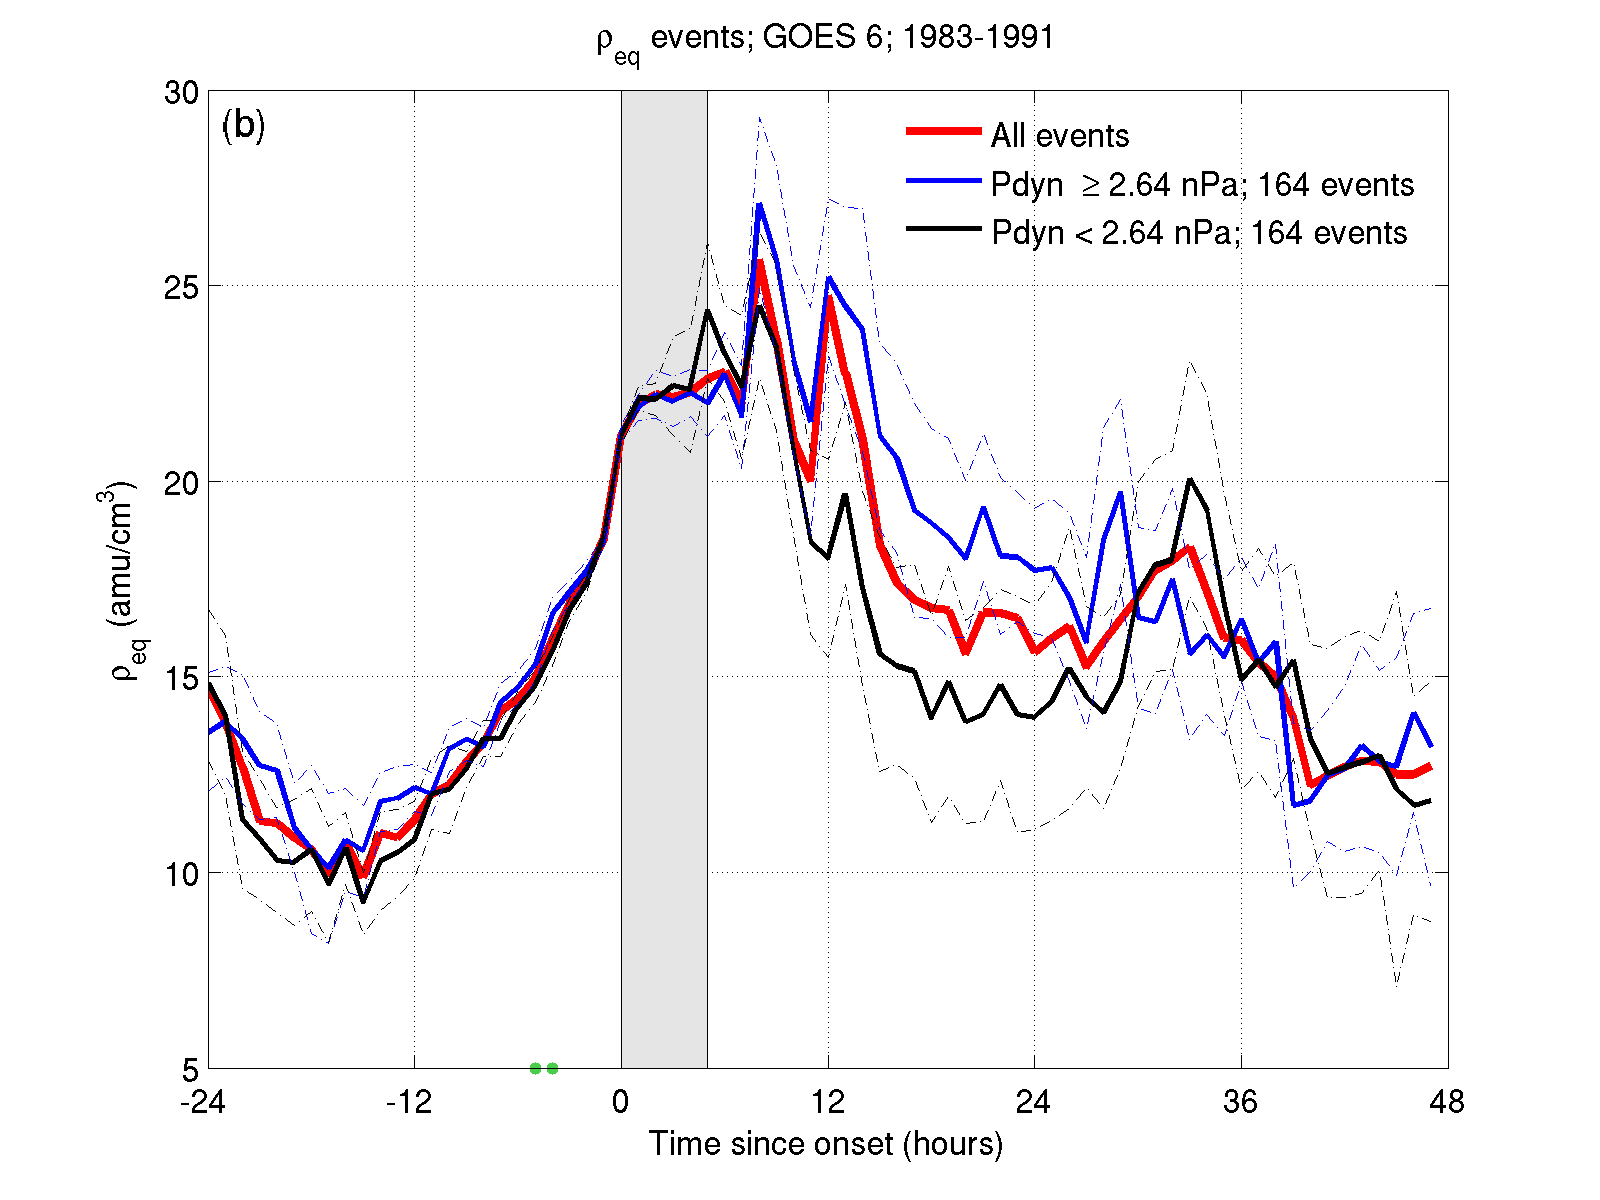 ρeq events; GOES 6; 1983-1991
(b)
All events
Pdyn ≥ 2.64 nPa; 164 events
Pdyn < 2.64 nPa; 164 events
30
25
20
15
10
5
ρeq (amu/cm³)
-24 -12 0 12 24 36 48
Time since onset (hours)